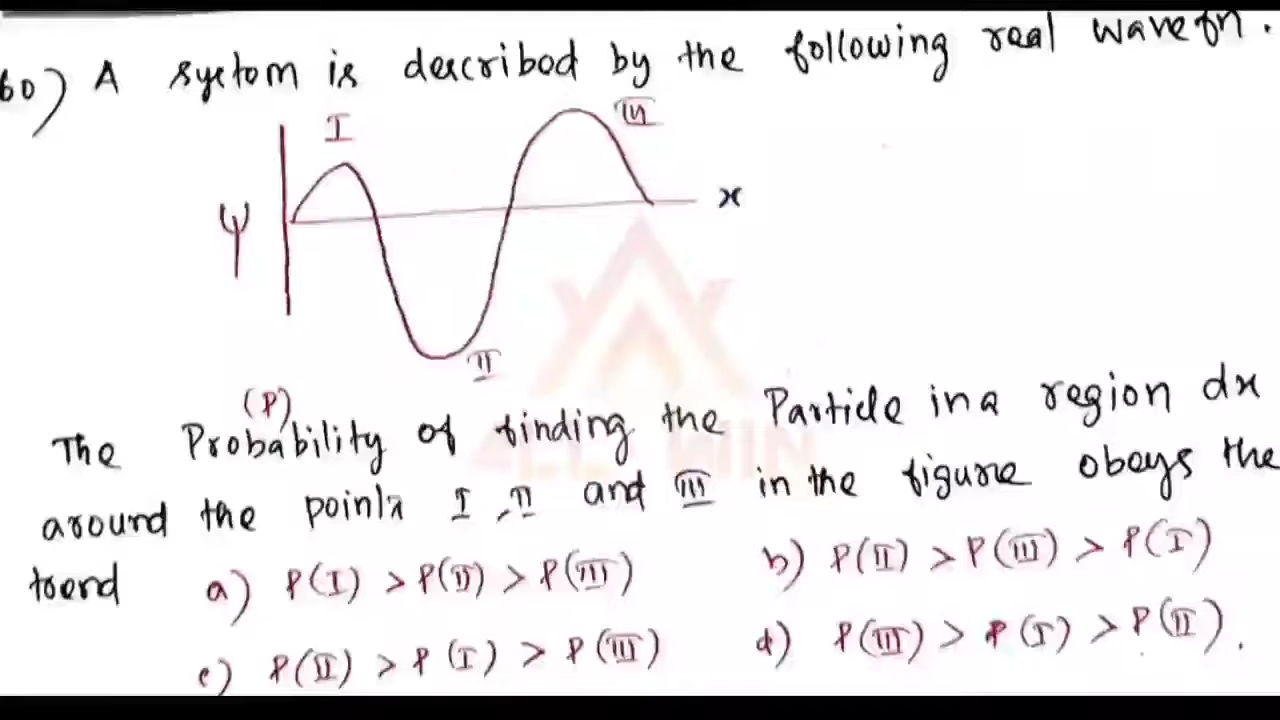 60) A system is described by the following real wavefn.
I
III
ψ
x
II
(P)
The Probability of finding the Particle in a region dx
around the points I, II and III in the figure obeys the
trend a) P(I) > P(II) > P(III) b) P(II) > P(III) > P(I)
c) P(II) > P(I) > P(III) d) P(III) > P(I) > P(II).